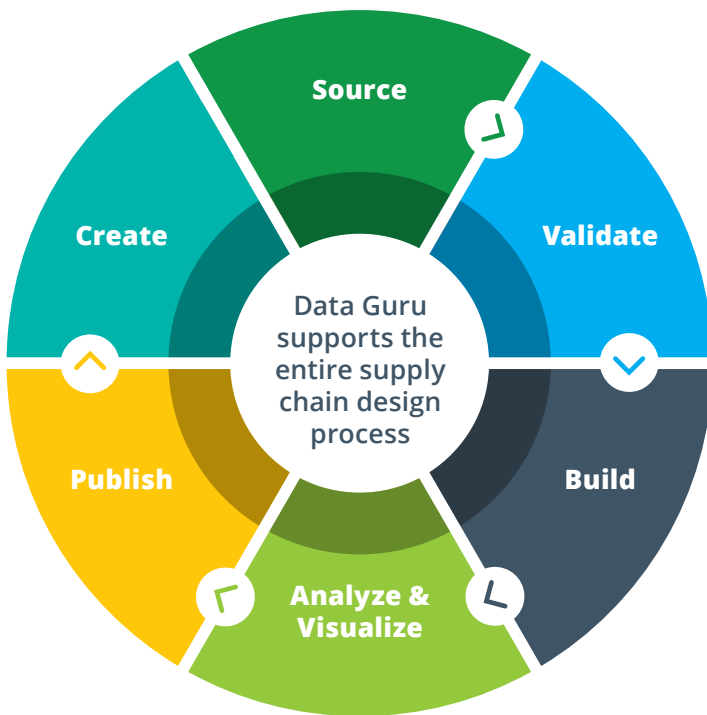 Source
Validate
Build
Analyze &
Visualize
Publish
Create
Data Guru
supports the
entire supply
chain design
process